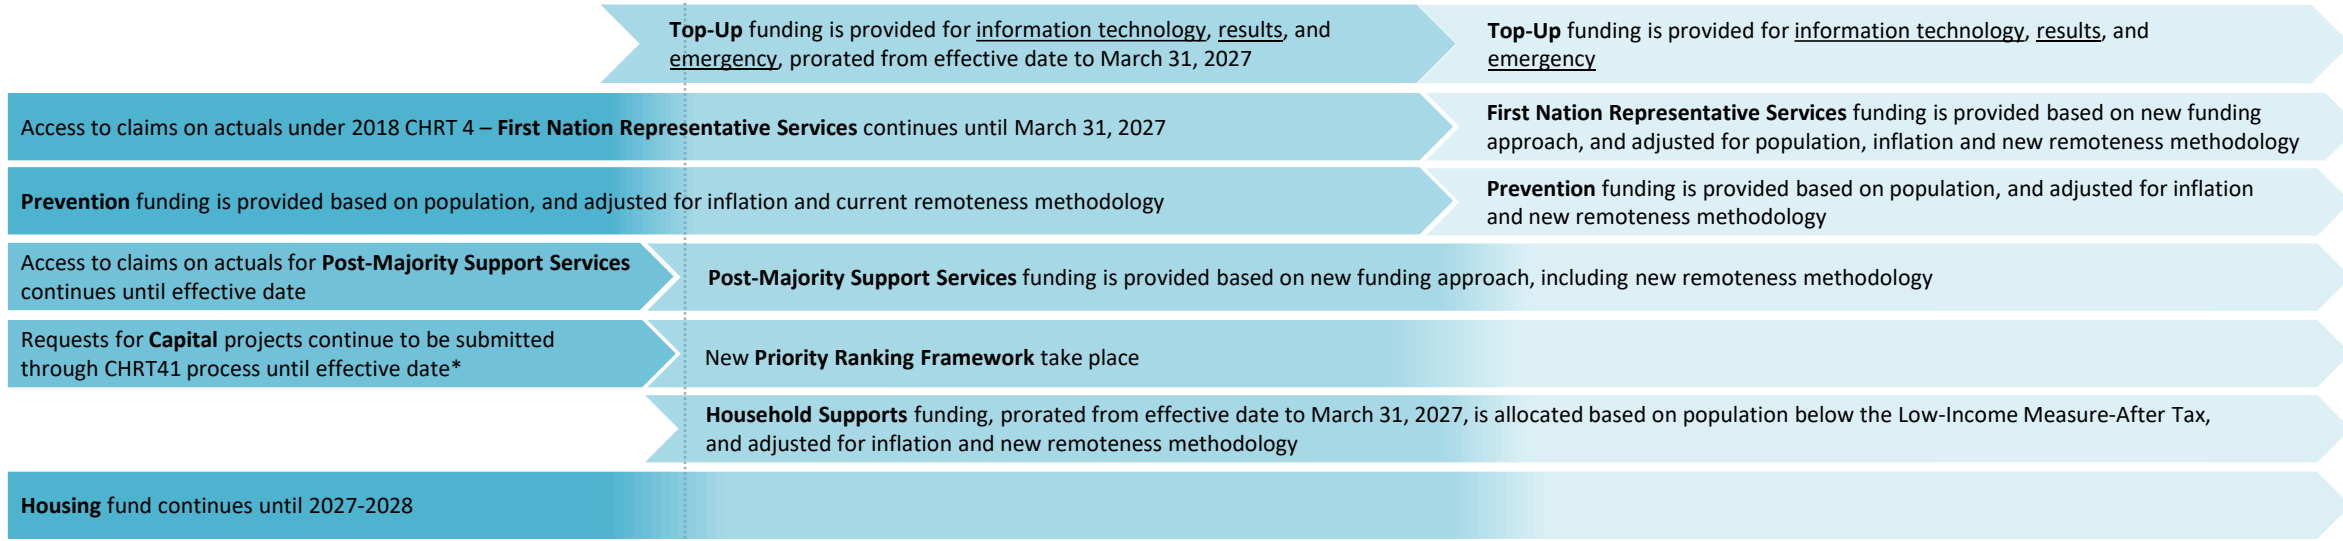 Top-Up funding is provided for information technology, results, and
emergency, prorated from effective date to March 31, 2027
Top-Up funding is provided for information technology, results, and
emergency
Access to claims on actuals under 2018 CHRT 4 – First Nation Representative Services continues until March 31, 2027
First Nation Representative Services funding is provided based on new funding
approach, and adjusted for population, inflation and new remoteness methodology
Prevention funding is provided based on population, and adjusted for inflation and current remoteness methodology
Prevention funding is provided based on population, and adjusted for inflation
and new remoteness methodology
Access to claims on actuals for Post-Majority Support Services
continues until effective date
Post-Majority Support Services funding is provided based on new funding approach, including new remoteness methodology
Requests for Capital projects continue to be submitted
through CHRT41 process until effective date*
New Priority Ranking Framework take place
Household Supports funding, prorated from effective date to March 31, 2027, is allocated based on population below the Low-Income Measure-After Tax,
and adjusted for inflation and new remoteness methodology
Housing fund continues until 2027-2028